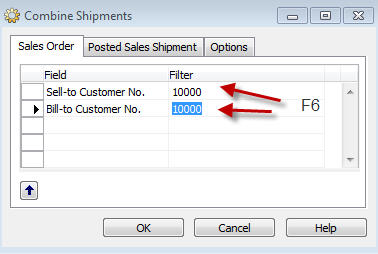 Combine Shipments
Sales Order Posted Sales Shipment Options
Field Filter
Sell-to Customer No. 10000
Bill-to Customer No. 10000 F6
OK Cancel Help